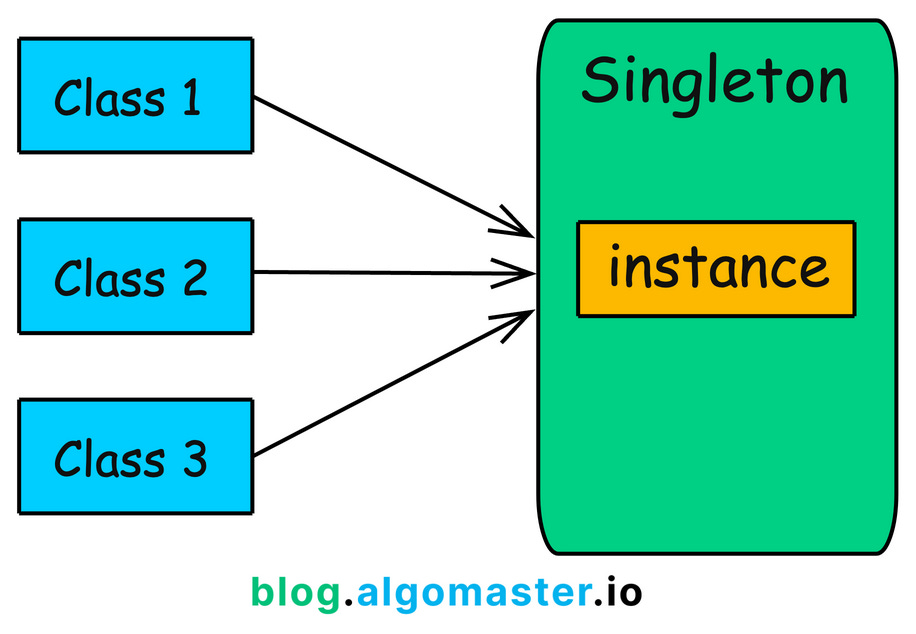 Class 1
Singleton
Class 2
instance
Class 3
blog.algomaster.io